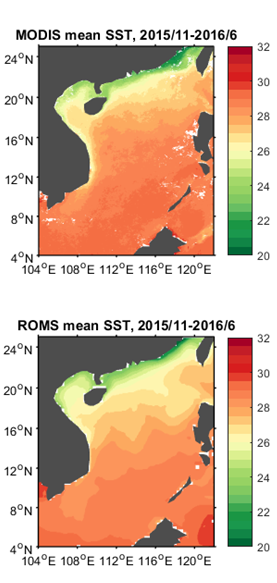 MODIS mean SST, 2015/11-2016/6
24°N
20°N
16°N
12°N
8°N
4°N
104°E 108°E 112°E 116°E 120°E
32
30
28
26
24
22
20
ROMS mean SST, 2015/11-2016/6
24°N
20°N
16°N
12°N
8°N
4°N
104°E 108°E 112°E 116°E 120°E
32
30
28
26
24
22
20